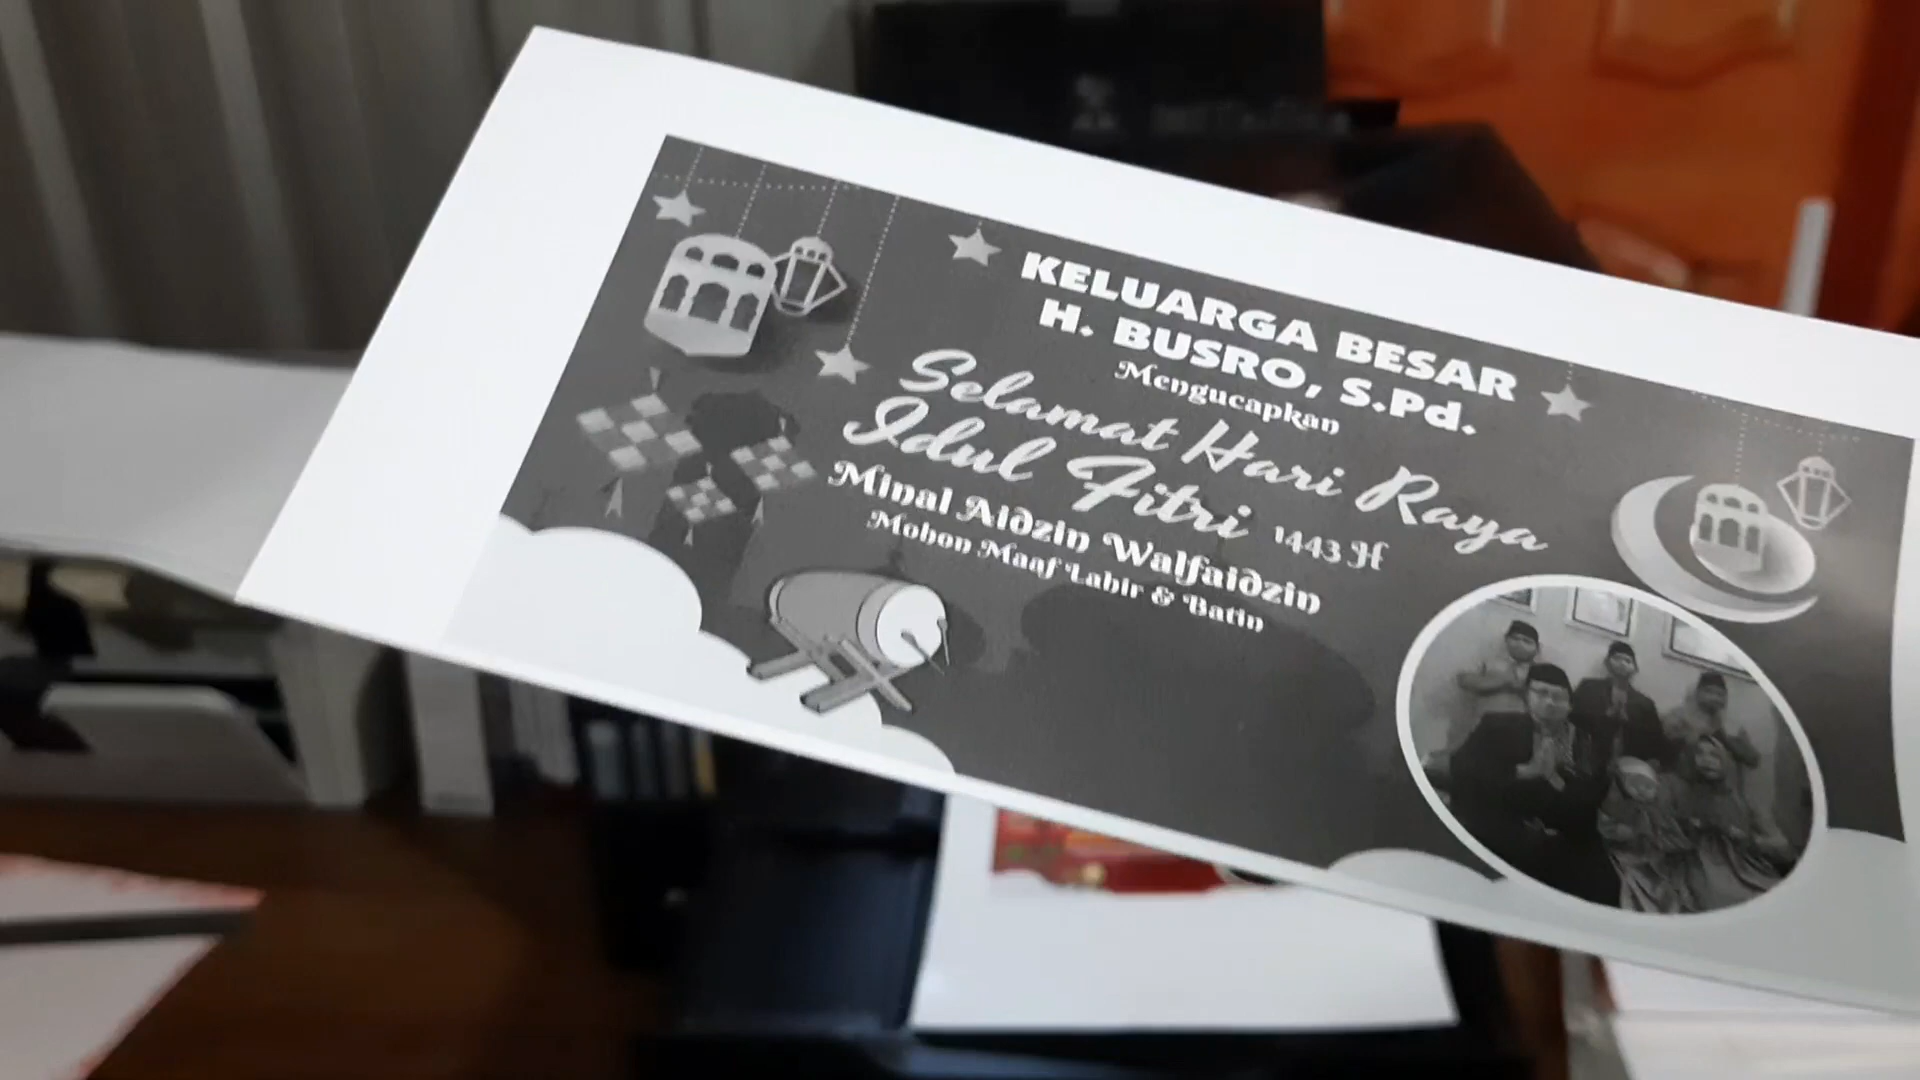 KELUARGA BESAR
H. BUSRO, S.Pd.
Mengucapkan
Selamat Hari Raya
Idul Fitri 1443 H
Minal Aidzin Walfaidzin
Mohon Maaf Lahir & Batin